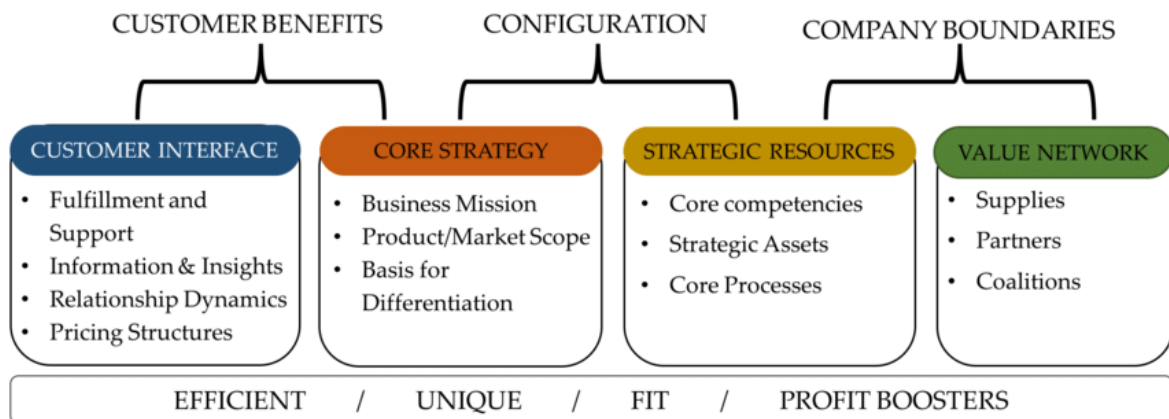 CUSTOMER BENEFITS
CONFIGURATION
COMPANY BOUNDARIES
CUSTOMER INTERFACE
• Fulfillment and
Support
• Information & Insights
• Relationship Dynamics
• Pricing Structures
CORE STRATEGY
• Business Mission
• Product/Market Scope
• Basis for
Differentiation
STRATEGIC RESOURCES
• Core competencies
• Strategic Assets
• Core Processes
VALUE NETWORK
• Supplies
• Partners
• Coalitions
EFFICIENT / UNIQUE / FIT / PROFIT BOOSTERS